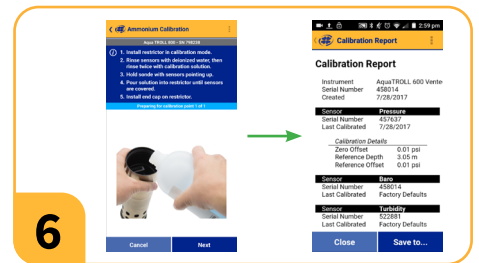 Ammonium Calibration
Aqua TROLL 600 - SN 798238
1. Install restrictor in calibration mode.
2. Rinse sensors with deionized water, then
rinse twice with calibration solution.
3. Hold sonde with sensors pointing up.
4. Pour solution into restrictor until sensors
are covered.
5. Install end cap on restrictor.
Preparing for calibration point 1 of 1
Cancel Next
2:59 pm
Calibration Report
Calibration Report
Instrument AquaTROLL 600 Vente
Serial Number 458014
Created 7/28/2017
Sensor Pressure
Serial Number 457637
Last Calibrated 7/28/2017
Calibration Details
Zero Offset 0.01 psi
Reference Depth 3.05 m
Reference Offset 0.01 psi
Sensor Baro
Serial Number 458014
Last Calibrated Factory Defaults
Sensor Turbidity
Serial Number 522881
Last Calibrated Factory Defaults
Close Save to...
6